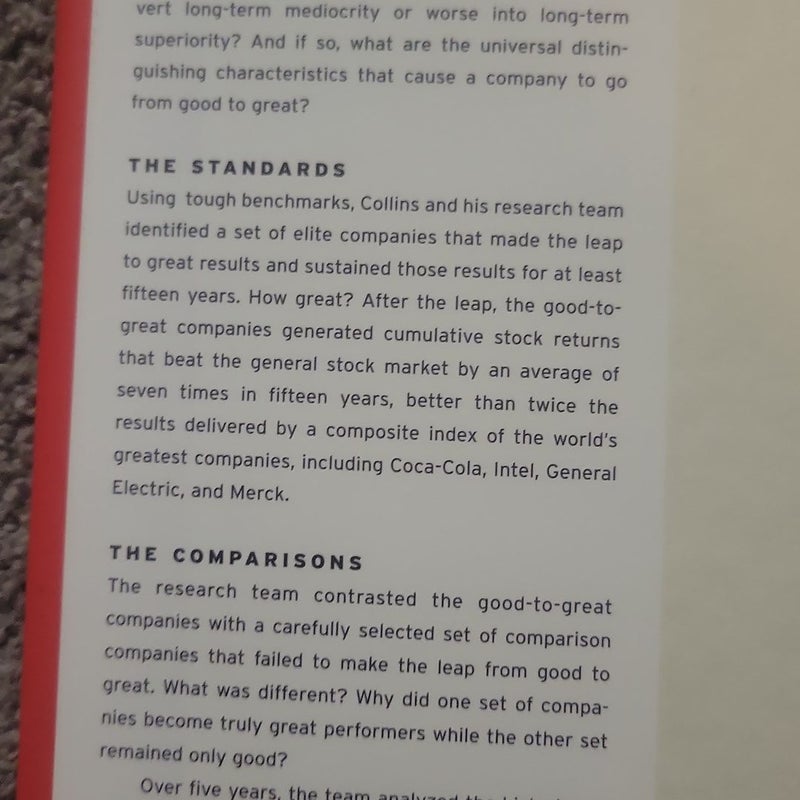 vert long-term mediocrity or worse into long-term
superiority? And if so, what are the universal distin-
guishing characteristics that cause a company to go
from good to great?
THE STANDARDS
Using tough benchmarks, Collins and his research team
identified a set of elite companies that made the leap
to great results and sustained those results for at least
fifteen years. How great? After the leap, the good-to-
great companies generated cumulative stock returns
that beat the general stock market by an average of
seven times in fifteen years, better than twice the
results delivered by a composite index of the world's
greatest companies, including Coca-Cola, Intel, General
Electric, and Merck.
THE COMPARISONS
The research team contrasted the good-to-great
companies with a carefully selected set of comparison
companies that failed to make the leap from good to
great. What was different? Why did one set of compa-
nies become truly great performers while the other set
remained only good?
Over five years, the team analyzed the